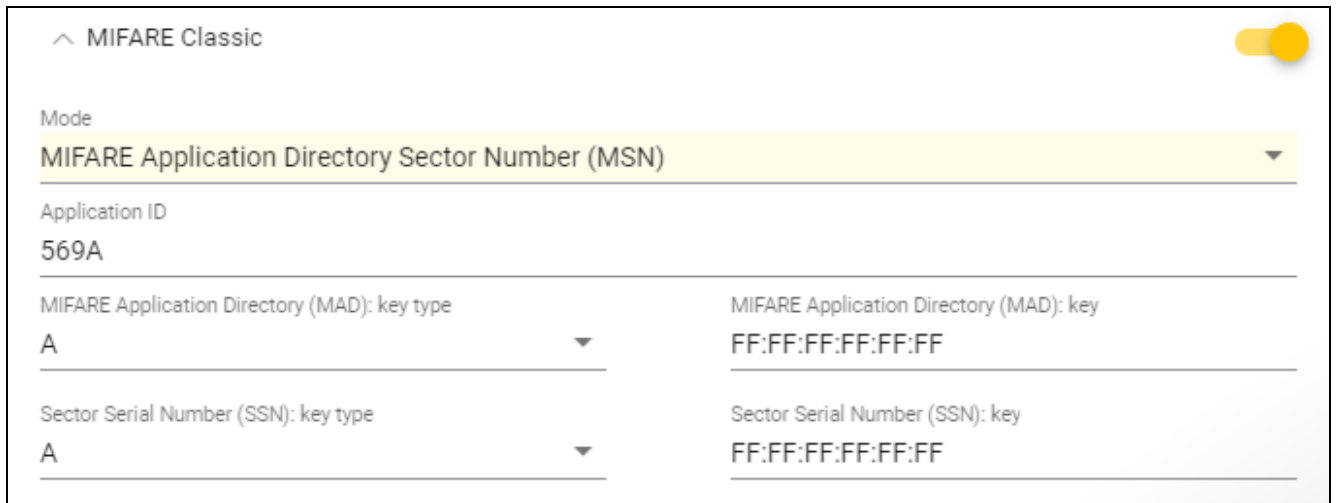 MIFARE Classic
Mode
MIFARE Application Directory Sector Number (MSN)
Application ID
569A
MIFARE Application Directory (MAD): key type
MIFARE Application Directory (MAD): key
A
FF:FF:FF:FF:FF:FF
Sector Serial Number (SSN): key type
Sector Serial Number (SSN): key
A
FF:FF:FF:FF:FF:FF